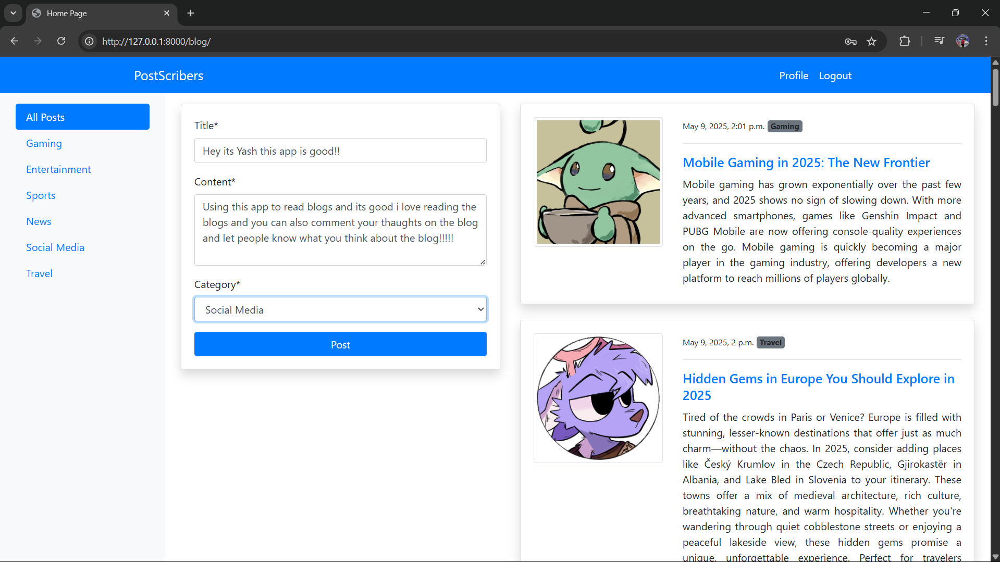 Home Page
http://127.0.0.1:8000/blog/
PostScribers
Profile
Logout
All Posts
Gaming
Entertainment
Sports
News
Social Media
Travel
Title*
Hey its Yash this app is good!!
Content*
Using this app to read blogs and its good i love reading the
blogs and you can also comment your thaughts on the blog
and let people know what you think about the blog!!!!!
Category*
Social Media
Post
May 9, 2025, 2:01 p.m. Gaming
Mobile Gaming in 2025: The New Frontier
Mobile gaming has grown exponentially over the past few
years, and 2025 shows no sign of slowing down. With more
advanced smartphones, games like Genshin Impact and
PUBG Mobile are now offering console-quality experiences
on the go. Mobile gaming is quickly becoming a major
player in the gaming industry, offering developers a new
platform to reach millions of players globally.
May 9, 2025, 2 p.m. Travel
Hidden Gems in Europe You Should Explore in
2025
Tired of the crowds in Paris or Venice? Europe is filled with
stunning, lesser-known destinations that offer just as much
charm—without the chaos. In 2025, consider adding places
like Český Krumlov in the Czech Republic, Gjirokastër in
Albania, and Lake Bled in Slovenia to your itinerary. These
towns offer a mix of medieval architecture, rich culture,
breathtaking nature, and warm hospitality. Whether you're
wandering through quiet cobblestone streets or enjoying a
peaceful lakeside view, these hidden gems promise a
unique, unforgettable experience. Perfect for travelers